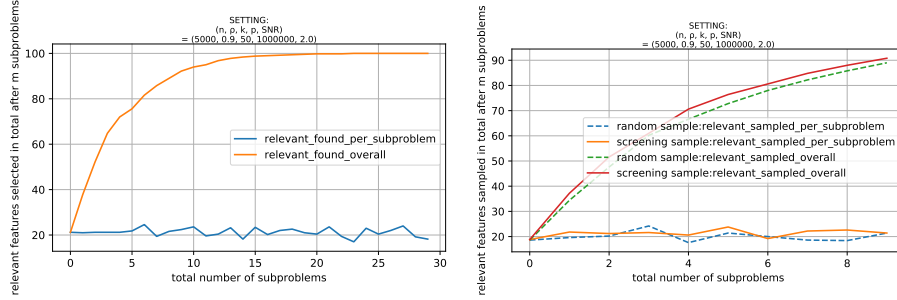 SETTING:
(n, ρ, k, p, SNR)
= (5000, 0.9, 50, 1000000, 2.0)
relevant features selected in total after m subproblems
100
80
60
40
20
relevant_found_per_subproblem
relevant_found_overall
0 5 10 15 20 25 30
total number of subproblems
SETTING:
(n, ρ, k, p, SNR)
= (5000, 0.9, 50, 1000000, 2.0)
relevant features sampled in total after m subproblems
90
80
70
60
50
40
30
20
random sample:relevant_sampled_per_subproblem
screening sample:relevant_sampled_per_subproblem
random sample:relevant_sampled_overall
screening sample:relevant_sampled_overall
0 2 4 6 8
total number of subproblems